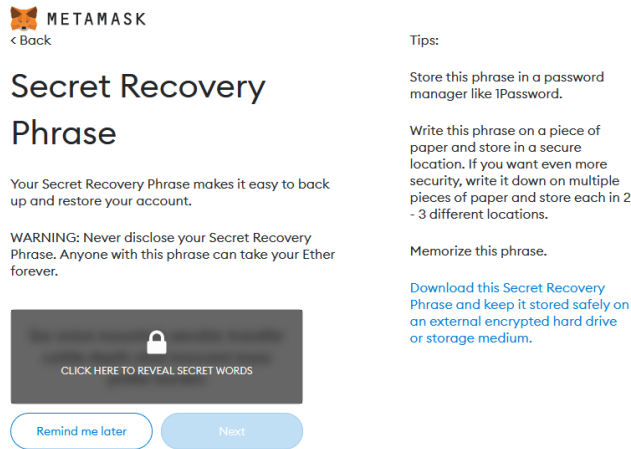 METAMASK
< Back
Secret Recovery
Phrase
Your Secret Recovery Phrase makes it easy to back
up and restore your account.
WARNING: Never disclose your Secret Recovery
Phrase. Anyone with this phrase can take your Ether
forever.
CLICK HERE TO REVEAL SECRET WORDS
Remind me later
Next
Tips:
Store this phrase in a password
manager like 1Password.
Write this phrase on a piece of
paper and store in a secure
location. If you want even more
security, write it down on multiple
pieces of paper and store each in 2
- 3 different locations.
Memorize this phrase.
Download this Secret Recovery
Phrase and keep it stored safely on
an external encrypted hard drive
or storage medium.